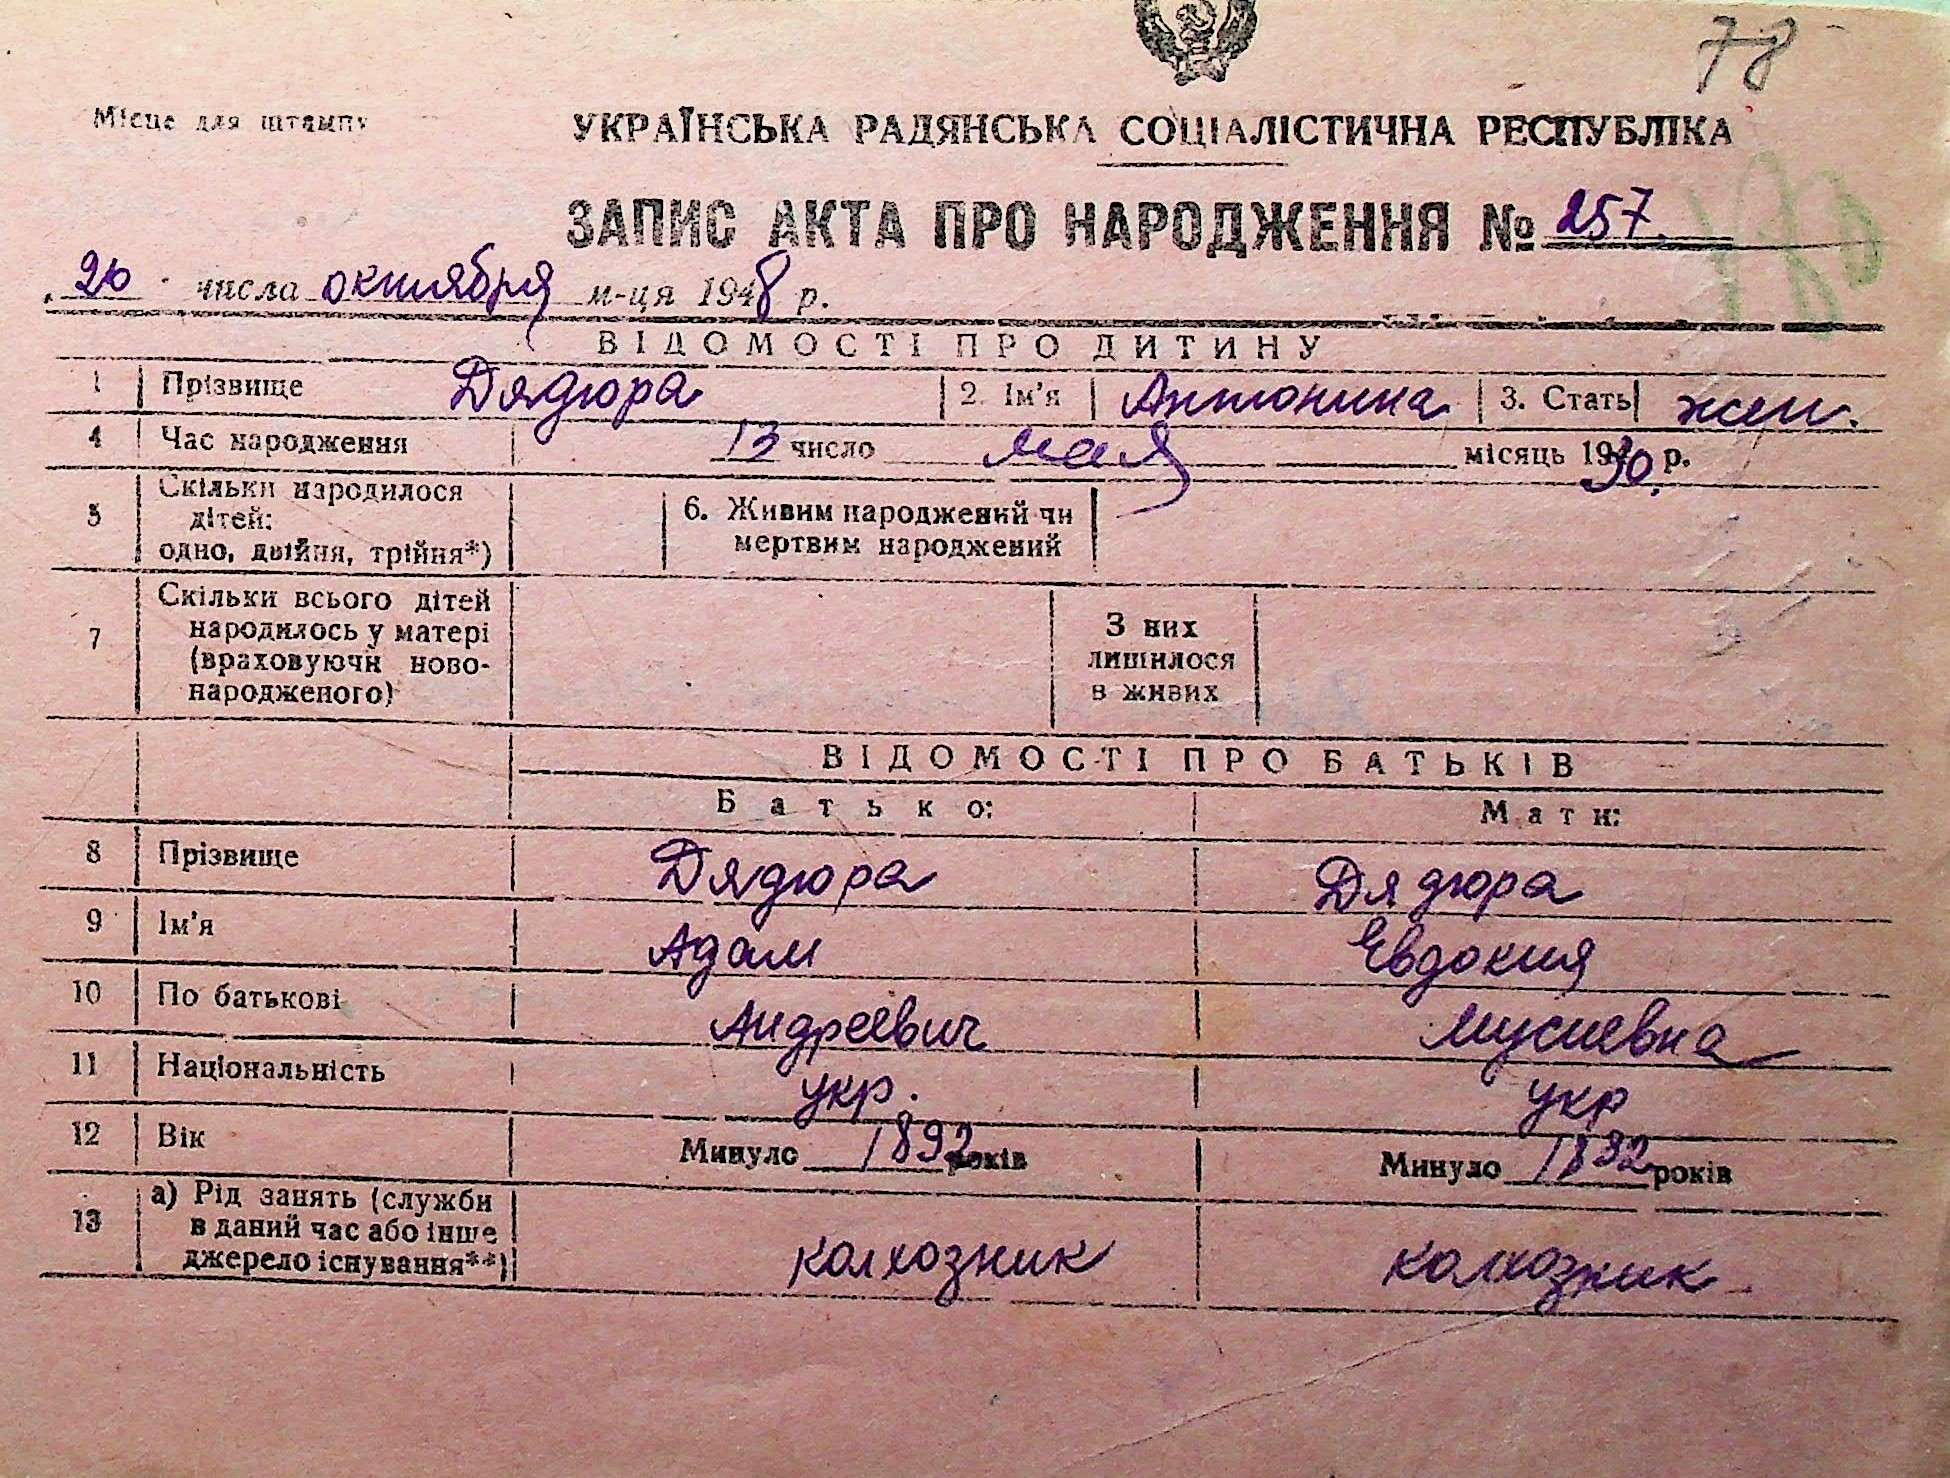 78
Місце для штампу
УКРАЇНСЬКА РАДЯНСЬКА СОЦІАЛІСТИЧНА РЕСПУБЛІКА
ЗАПИС АКТА ПРО НАРОДЖЕННЯ № 257.
20 числа октября м-ця 1948 р.
ВІДОМОСТІ ПРО ДИТИНУ
1 Прізвище Дядюра 2. Ім'я Антонина 3. Стать жен.
4 Час народження 13 число мая місяць 1930. р.
5 Скільки народилося дітей: одно, двійня, трійня*) 6. Живим народжений чи мертвим народжений
7 Скільки всього дітей народилось у матері (враховуючи ново-народженого) З них лишилося в живих
ВІДОМОСТІ ПРО БАТЬКІВ
Батько: Мати:
8 Прізвище Дядюра Дядюра
9 Ім'я Адам Евдокия
10 По батькові Андреевич Мусиевна
11 Національність укр. укр
12 Вік Минуло 1892 років Минуло 1892 років
13 а) Рід занять (служби в даний час або інше джерело існування**) колхозник колхозник